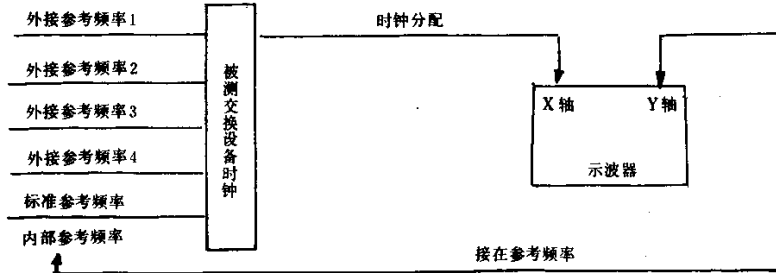 外接参考频率1
时钟分配
外接参考频率2
外接参考频率3
外接参考频率4
标准参考频率
内部参考频率
被测交换设备时钟
X轴
Y轴
示波器
接在参考频率